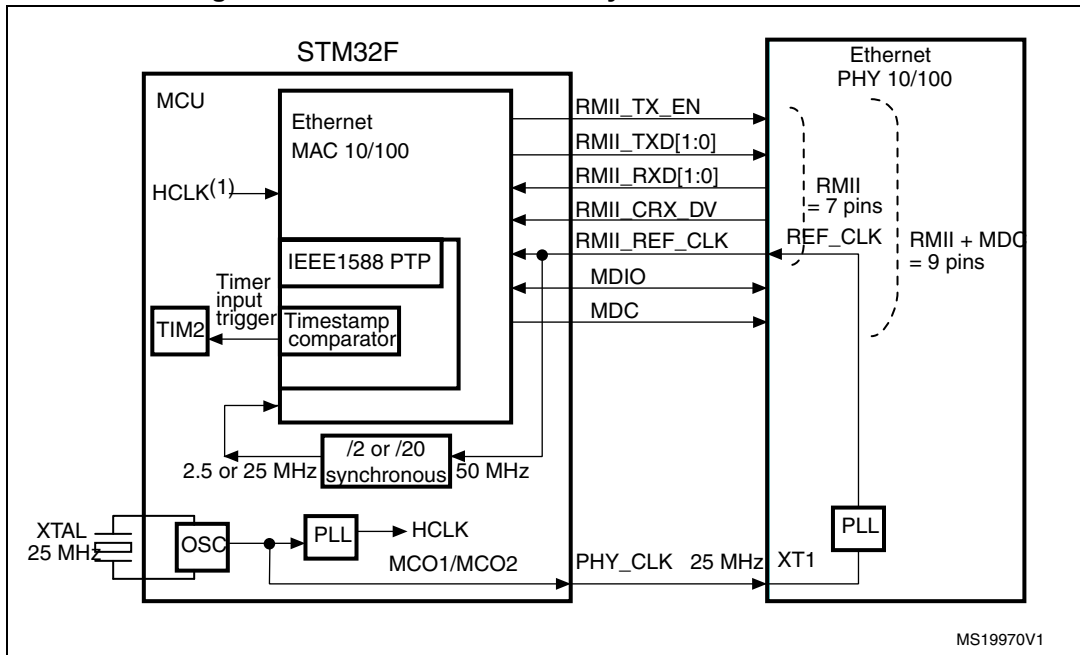 STM32F
MCU
Ethernet
MAC 10/100
HCLK(1)
IEEE1588 PTP
Timer
input
trigger
TIM2
Timestamp
comparator
/2 or /20
synchronous
2.5 or 25 MHz
50 MHz
XTAL
25 MHz
OSC
PLL
HCLK
MCO1/MCO2
PHY_CLK 25 MHz
RMII_TX_EN
RMII_TXD[1:0]
RMII_RXD[1:0]
RMII_CRX_DV
RMII_REF_CLK
MDIO
MDC
Ethernet
PHY 10/100
RMII
= 7 pins
REF_CLK
RMII + MDC
= 9 pins
PLL
XT1
MS19970V1